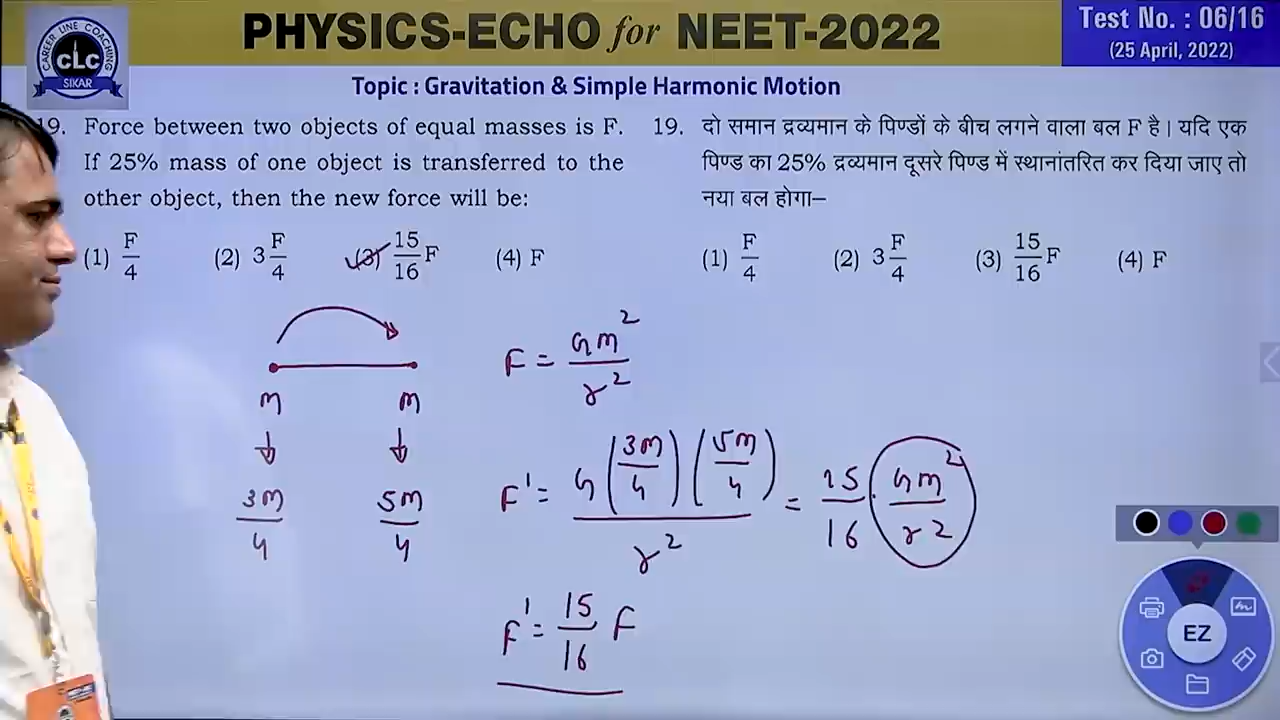 PHYSICS-ECHO for NEET-2022
Test No. : 06/16
(25 April, 2022)
CAREER LINE COACHING
CLC
SIKAR
Topic : Gravitation & Simple Harmonic Motion
19. Force between two objects of equal masses is F.
If 25% mass of one object is transferred to the
other object, then the new force will be:
(1) F/4 (2) 3 F/4 (3) 15/16 F (4) F
19. दो समान द्रव्यमान के पिण्डों के बीच लगने वाला बल F है। यदि एक
पिण्ड का 25% द्रव्यमान दूसरे पिण्ड में स्थानांतरित कर दिया जाए तो
नया बल होगा–
(1) F/4 (2) 3 F/4 (3) 15/16 F (4) F
m m
3m/4 5m/4
F = Gm²/r²
F' = G(3m/4)(5m/4)/r² = 15/16 Gm²/r2
F' = 15/16 F
EZ